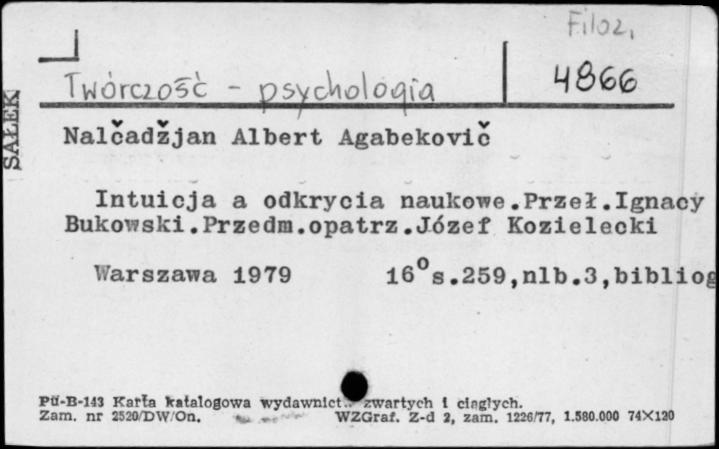 Filoz.
Twórczość - psychologia
4866
SAŁEK
Nalčadžjan Albert Agabekovič
Intuicja a odkrycia naukowe.Przeł.Ignacy
Bukowski.Przedm.opatrz.Józef Kozielecki
Warszawa 1979 16° s.259,nlb.3,bibliog
Pu-B-143 Karta katalogowa wydawnict.. zwartych i ciągłych.
Zam. nr 2520/DW/On. WZGraf. Z-d 2, zam. 1226/77, 1.580.000 74×120